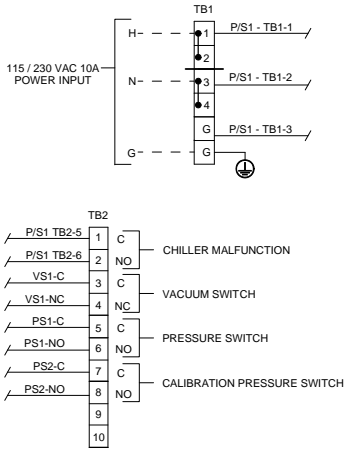 TB1
H
1
P/S1 - TB1-1
2
115 / 230 VAC 10A
POWER INPUT
N
3
P/S1 - TB1-2
4
G
P/S1 - TB1-3
G
G
TB2
P/S1 TB2-5 1 C
P/S1 TB2-6 2 NO
CHILLER MALFUNCTION
VS1-C 3 C
VS1-NC 4 NC
VACUUM SWITCH
PS1-C 5 C
PS1-NO 6 NO
PRESSURE SWITCH
PS2-C 7 C
PS2-NO 8 NO
CALIBRATION PRESSURE SWITCH
9
10